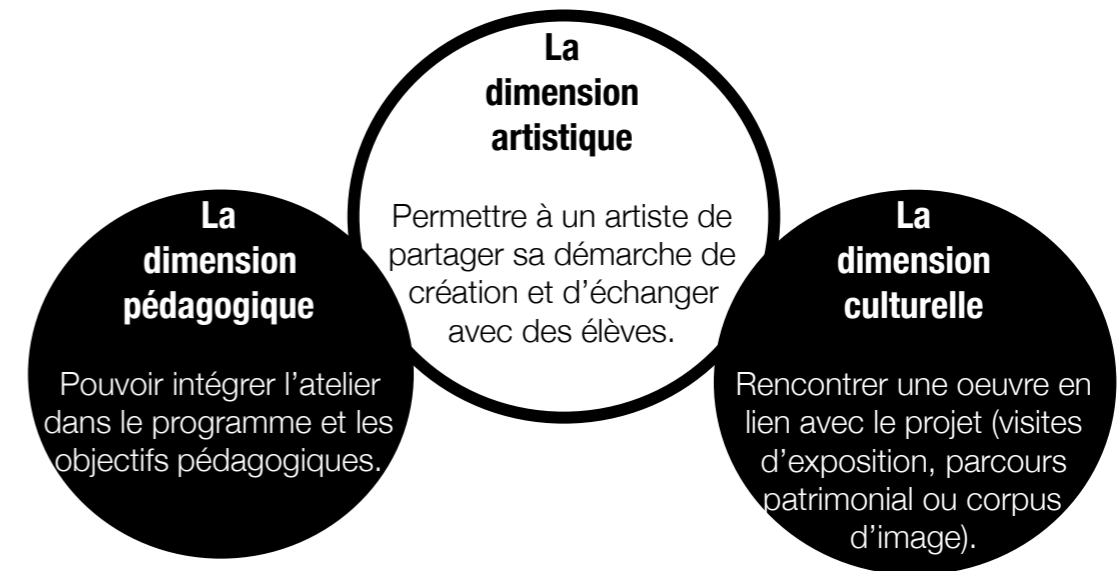 La
dimension
artistique
Permettre à un artiste de
partager sa démarche de
création et d’échanger
avec des élèves.
La
dimension
pédagogique
Pouvoir intégrer l’atelier
dans le programme et les
objectifs pédagogiques.
La
dimension
culturelle
Rencontrer une oeuvre en
lien avec le projet (visites
d’exposition, parcours
patrimonial ou corpus
d’image).